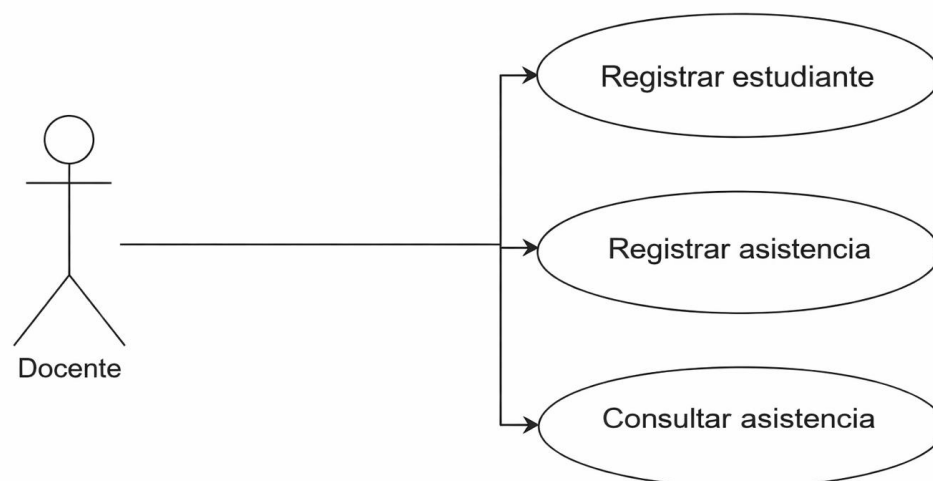 Registrar estudiante
Registrar asistencia
Docente
Consultar asistencia